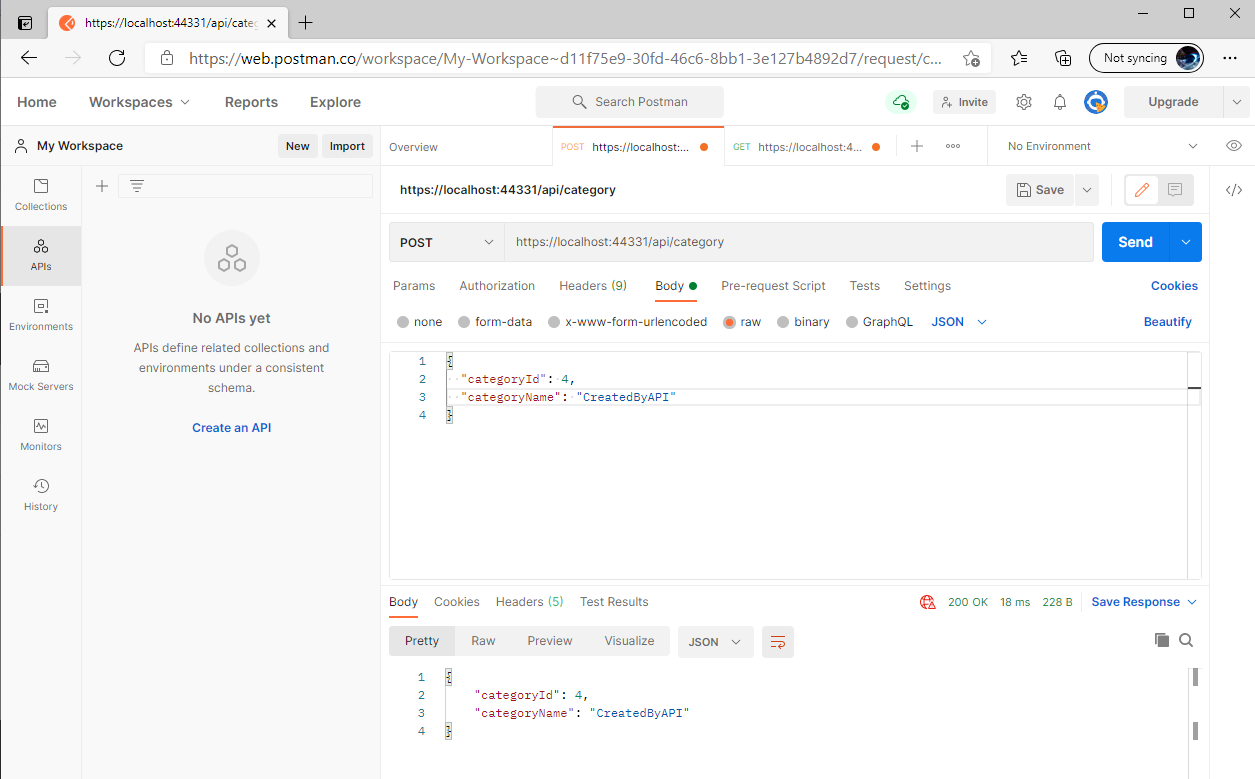 https://localhost:44331/api/categ
https://web.postman.co/workspace/My-Workspace~d11f75e9-30fd-46c6-8bb1-3e127b4892d7/request/c...
Not syncing
Home Workspaces Reports Explore
Search Postman
Invite
Upgrade
My Workspace
New Import
Overview
POST https://localhost:...
GET https://localhost:4...
No Environment
Collections
APIs
Environments
Mock Servers
Monitors
History
No APIs yet
APIs define related collections and
environments under a consistent
schema.
Create an API
https://localhost:44331/api/category
Save
POST https://localhost:44331/api/category
Send
Params Authorization Headers (9) Body Pre-request Script Tests Settings Cookies
none form-data x-www-form-urlencoded raw binary GraphQL JSON Beautify
1 {
2 "categoryId": 4,
3 "categoryName": "CreatedByAPI"
4 }
Body Cookies Headers (5) Test Results 200 OK 18 ms 228 B Save Response
Pretty Raw Preview Visualize JSON
1 {
2 "categoryId": 4,
3 "categoryName": "CreatedByAPI"
4 }